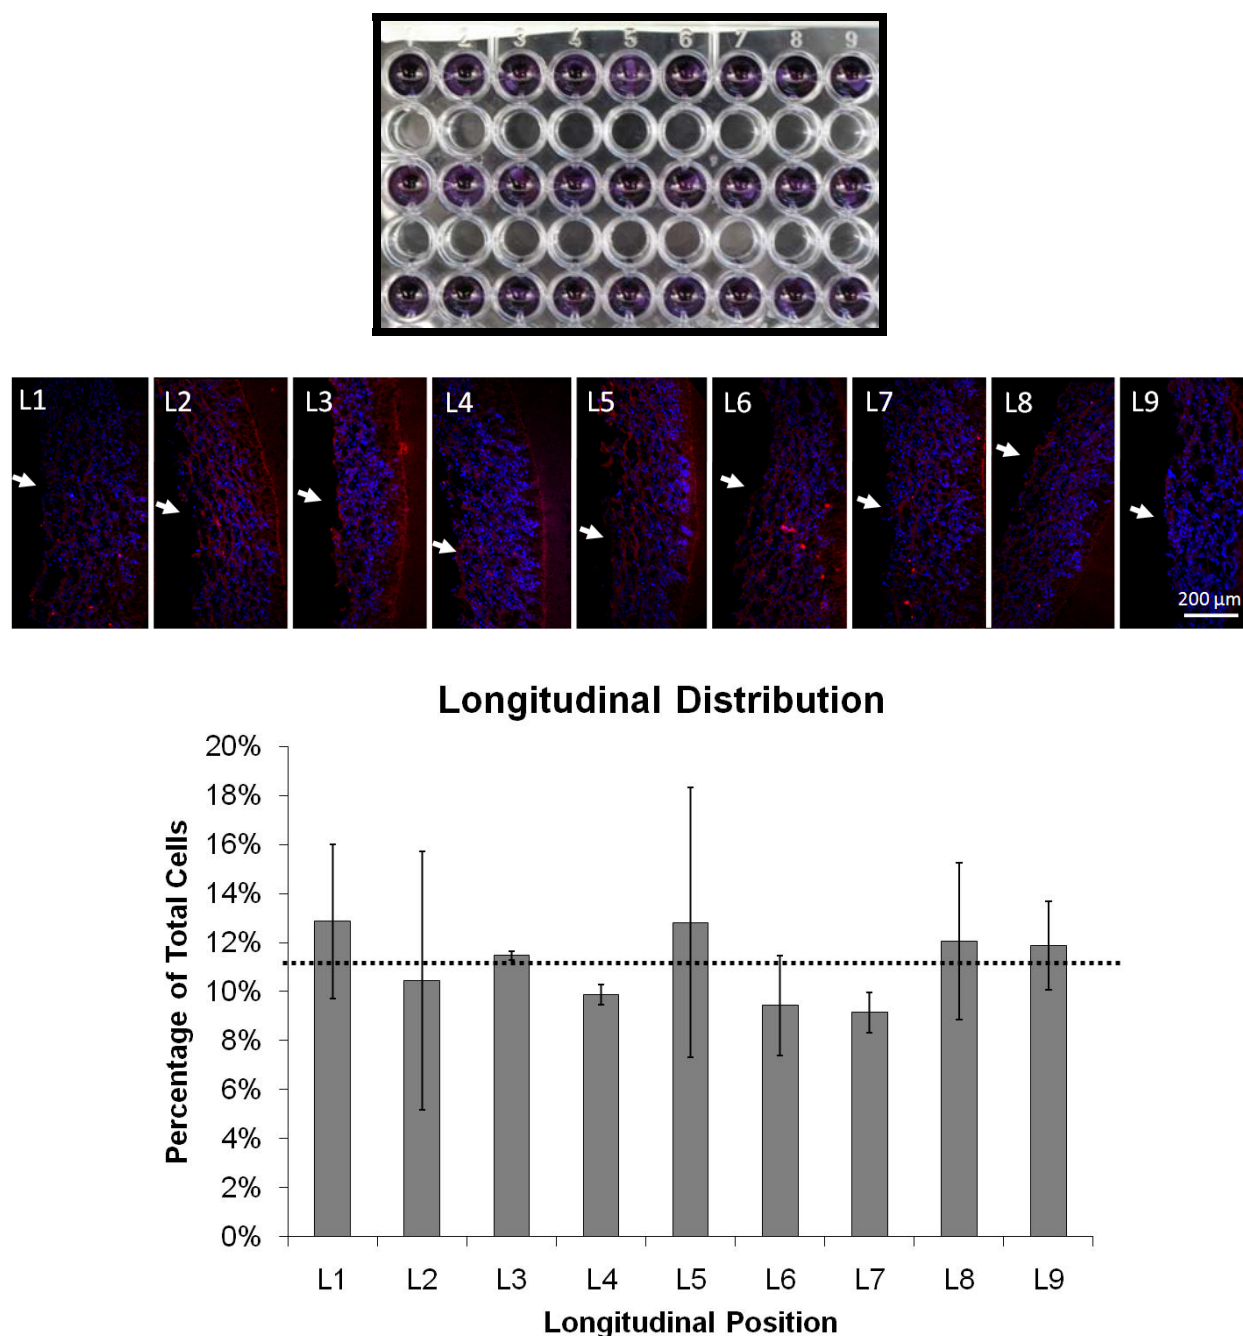 1 2 3 4 5 6 7 8 9
L1 L2 L3 L4 L5 L6 L7 L8 L9
200 µm
Longitudinal Distribution
20%
18%
16%
14%
12%
10%
8%
6%
4%
2%
0%
Percentage of Total Cells
L1 L2 L3 L4 L5 L6 L7 L8 L9
Longitudinal Position